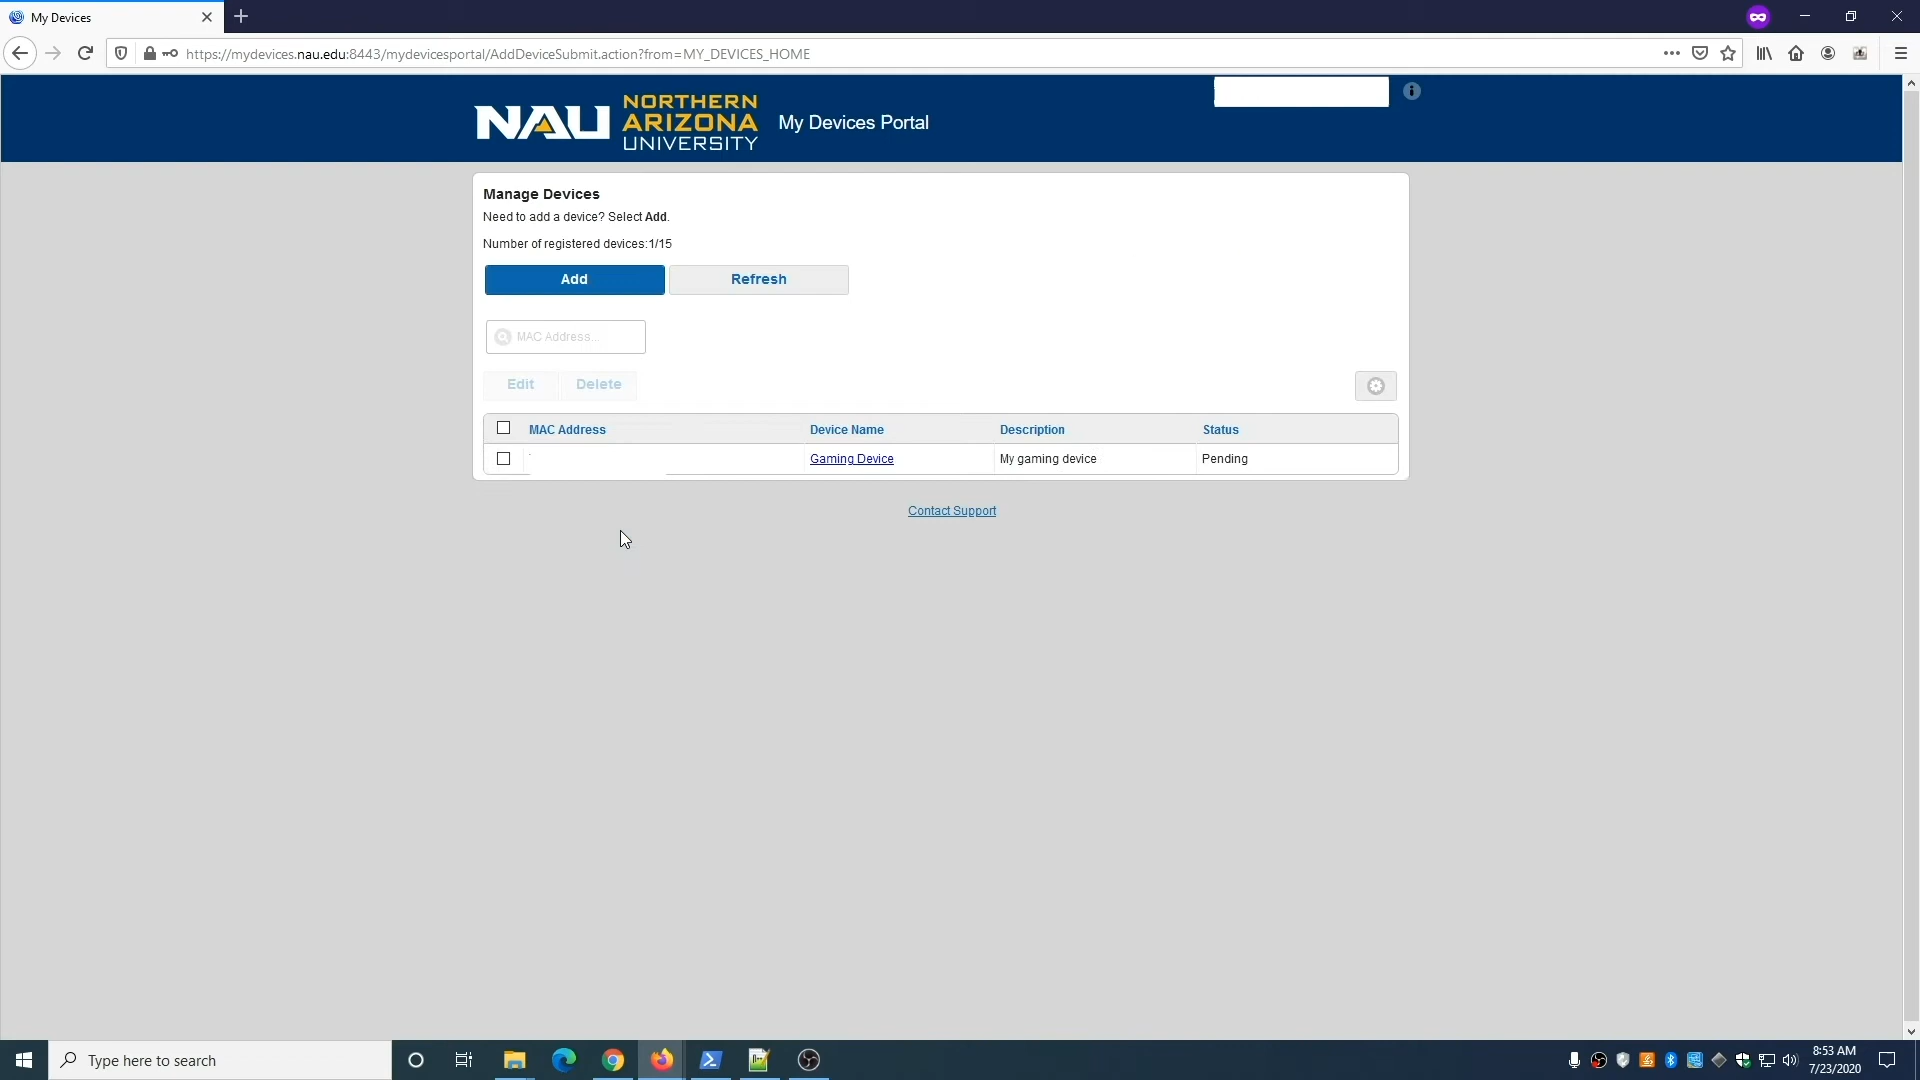 My Devices
https://mydevices.nau.edu:8443/mydevicesportal/AddDeviceSubmit.action?from=MY_DEVICES_HOME
NAU NORTHERN ARIZONA UNIVERSITY
My Devices Portal
Manage Devices
Need to add a device? Select Add.
Number of registered devices:1/15
Add Refresh
MAC Address...
Edit Delete
MAC Address Device Name Description Status
Gaming Device My gaming device Pending
Contact Support
Type here to search
8:53 AM
7/23/2020